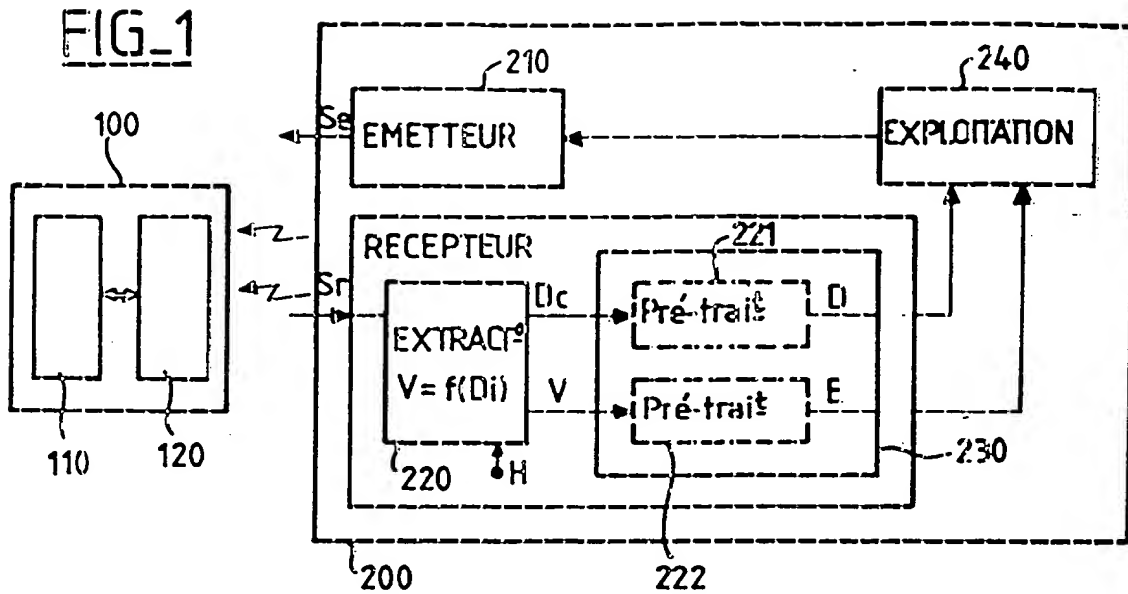 FIG_1
210
240
100
Se
EMETTEUR
EXPLOITATION
RECEPTEUR
221
Sr
Dc
Pré-trait
D
EXTRACT°
V = f(Di)
V
Pré-trait
E
110
120
220
H
230
200
222